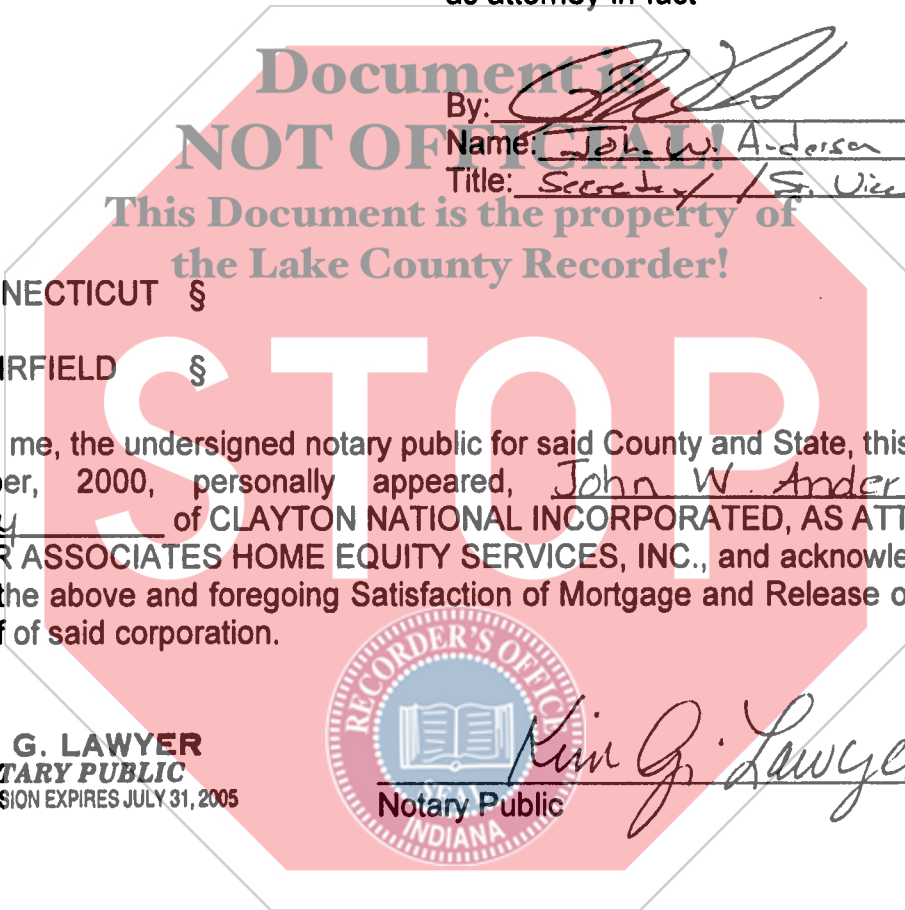 as attorney-in-fact
Document is
By:
NOT OFFICIAL!
Name: John W. Anderson
Title: Secretary / Sr. Vice
This Document is the property of
the Lake County Recorder!
NECTICUT §
IRFIELD §
STOP
me, the undersigned notary public for said County and State, this
er, 2000, personally appeared, John W. Ander
y of CLAYTON NATIONAL INCORPORATED, AS ATT
R ASSOCIATES HOME EQUITY SERVICES, INC., and acknowle
the above and foregoing Satisfaction of Mortgage and Release o
f of said corporation.
RECORDER'S OFFICE
G. LAWYER
TARY PUBLIC
SION EXPIRES JULY 31, 2005
Kim G. Lawye
Notary Public
SEAL
INDIANA